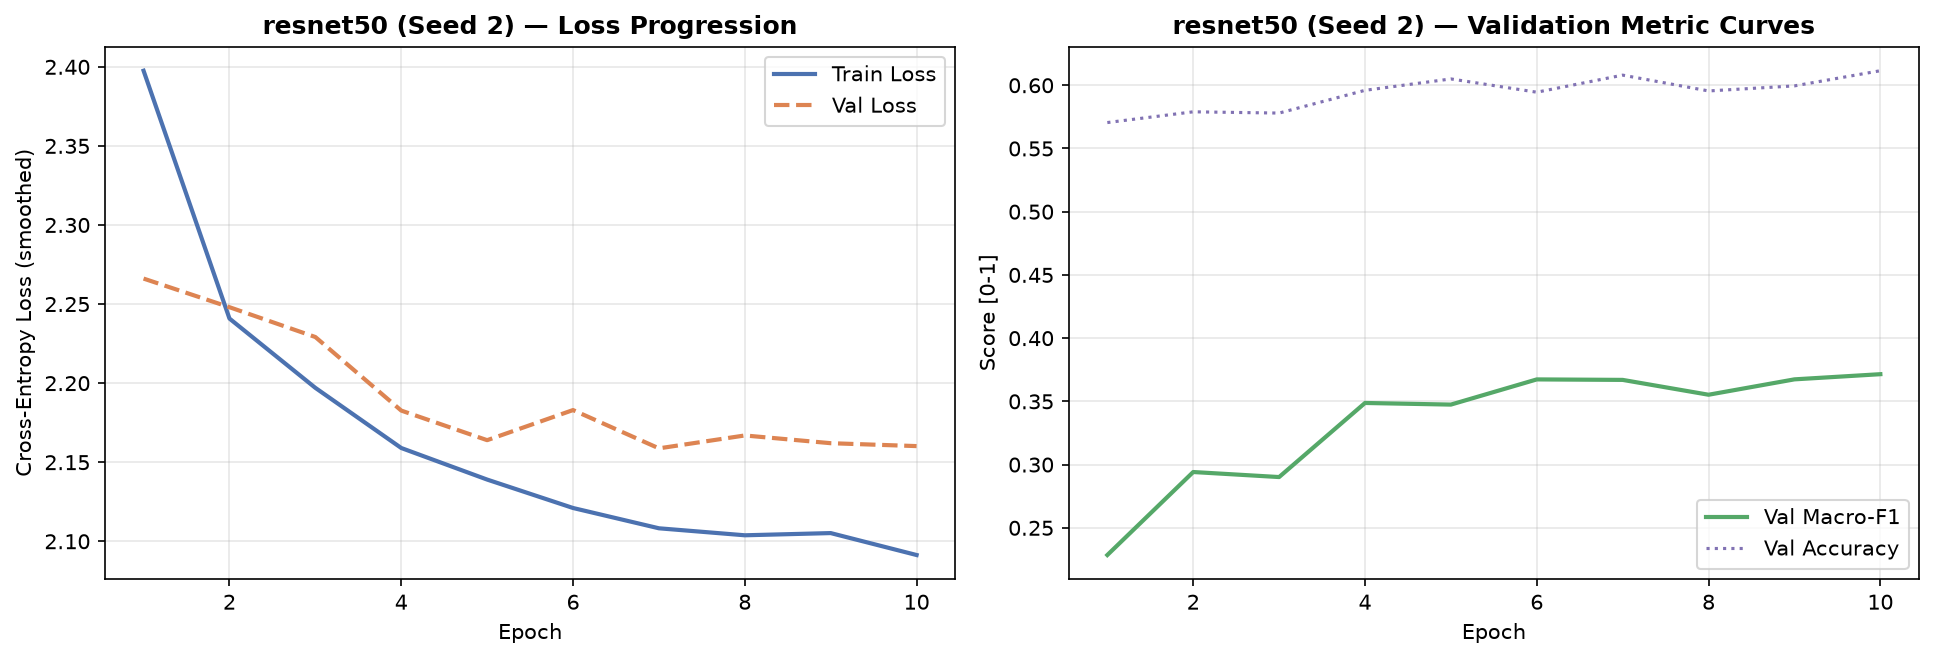 resnet50 (Seed 2) — Loss Progression
Train Loss
Val Loss
Cross-Entropy Loss (smoothed)
2.40
2.35
2.30
2.25
2.20
2.15
2.10
2
4
6
8
10
Epoch
resnet50 (Seed 2) — Validation Metric Curves
Score [0-1]
0.60
0.55
0.50
0.45
0.40
0.35
0.30
0.25
Val Macro-F1
Val Accuracy
2
4
6
8
10
Epoch